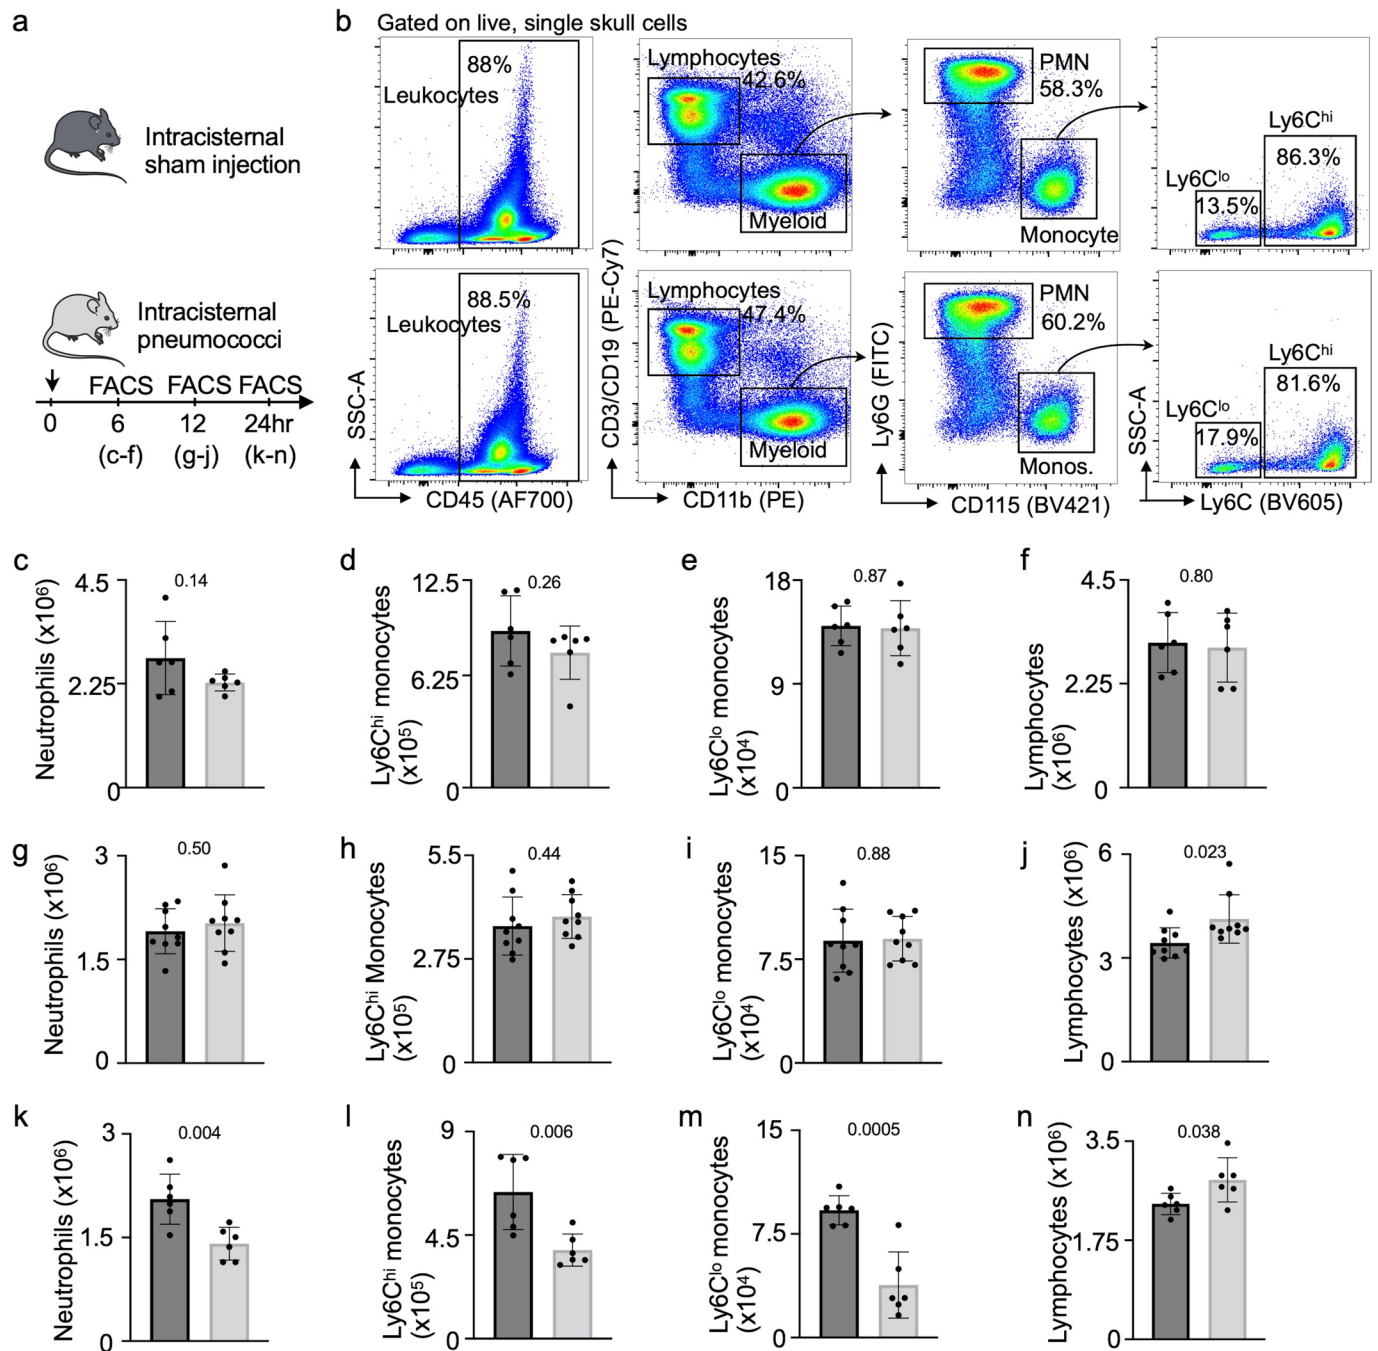 a
Intracisternal
sham injection
Intracisternal
pneumococci
FACS FACS FACS
0 6 12 24hr
(c-f) (g-j) (k-n)
b Gated on live, single skull cells
88%
Leukocytes
Lymphocytes
42.6%
Myeloid
PMN
58.3%
Monocyte
Ly6Cʰⁱ
86.3%
Ly6Cˡᵒ
13.5%
88.5%
Leukocytes
Lymphocytes
47.4%
Myeloid
PMN
60.2%
Monos.
Ly6Cʰⁱ
81.6%
Ly6Cˡᵒ
17.9%
SSC-A
CD45 (AF700)
CD3/CD19 (PE-Cy7)
CD11b (PE)
Ly6G (FITC)
CD115 (BV421)
SSC-A
Ly6C (BV605)
c
Neutrophils (x10⁶)
4.5
2.25
0
0.14
d
Ly6Cʰⁱ monocytes
(x10⁵)
12.5
6.25
0
0.26
e
Ly6Cˡᵒ monocytes
(x10⁴)
18
9
0
0.87
f
Lymphocytes
(x10⁶)
4.5
2.25
0
0.80
g
Neutrophils (x10⁶)
3
1.5
0
0.50
h
Ly6Cʰⁱ Monocytes
(x10⁵)
5.5
2.75
0
0.44
i
Ly6Cˡᵒ monocytes
(x10⁴)
15
7.5
0
0.88
j
Lymphocytes (x10⁶)
6
3
0
0.023
k
Neutrophils (x10⁶)
3
1.5
0
0.004
l
Ly6Cʰⁱ monocytes
(x10⁵)
9
4.5
0
0.006
m
Ly6Cˡᵒ monocytes
(x10⁴)
15
7.5
0
0.0005
n
Lymphocytes (x10⁶)
3.5
1.75
0
0.038